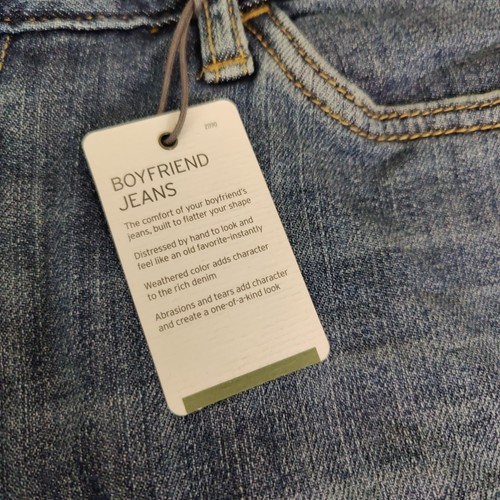 BOYFRIEND
JEANS
The comfort of your boyfriend's
jeans, built to flatter your shape
Distressed by hand to look and
feel like an old favorite-instantly
Weathered color adds character
to the rich denim
Abrasions and tears add character
and create a one-of-a-kind look